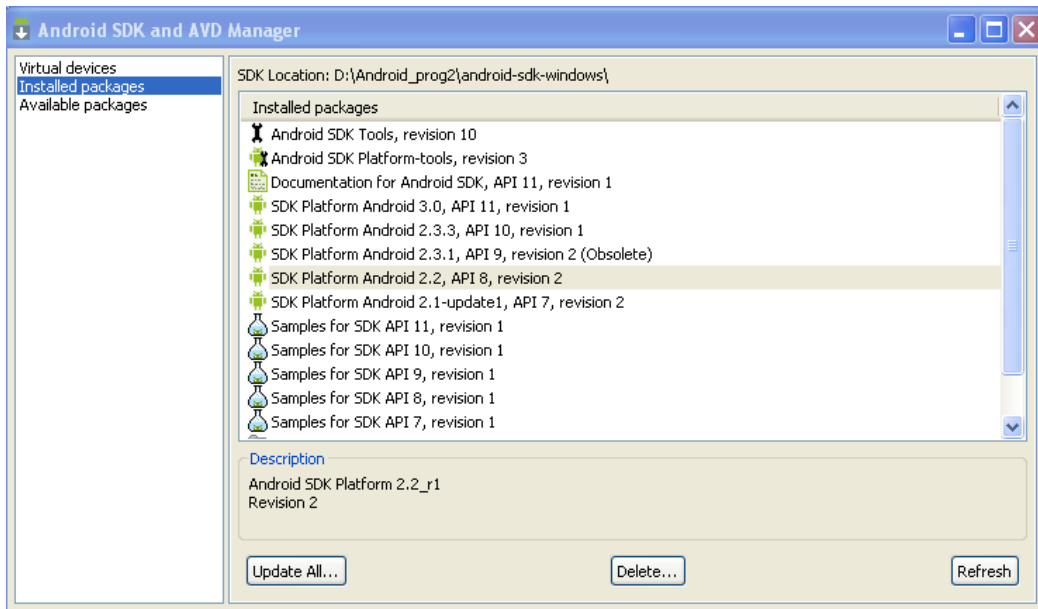 Android SDK and AVD Manager
Virtual devices
Installed packages
Available packages
SDK Location: D:\Android_prog2\android-sdk-windows\
Installed packages
Android SDK Tools, revision 10
Android SDK Platform-tools, revision 3
Documentation for Android SDK, API 11, revision 1
SDK Platform Android 3.0, API 11, revision 1
SDK Platform Android 2.3.3, API 10, revision 1
SDK Platform Android 2.3.1, API 9, revision 2 (Obsolete)
SDK Platform Android 2.2, API 8, revision 2
SDK Platform Android 2.1-update1, API 7, revision 2
Samples for SDK API 11, revision 1
Samples for SDK API 10, revision 1
Samples for SDK API 9, revision 1
Samples for SDK API 8, revision 1
Samples for SDK API 7, revision 1
Description
Android SDK Platform 2.2_r1
Revision 2
Update All...
Delete...
Refresh